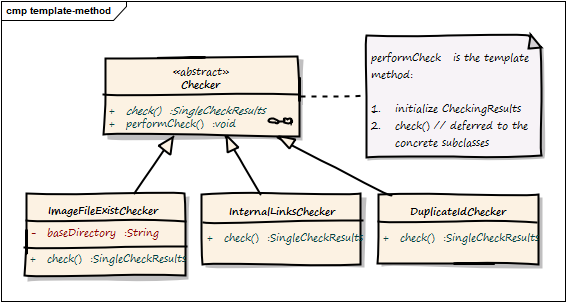 cmp template-method
«abstract»
Checker
+ check() :SingleCheckResults
+ performCheck() :void
performCheck is the template
method:
1. initialize CheckingResults
2. check() // deferred to the
concrete subclasses
ImageFileExistChecker
- baseDirectory :String
+ check() :SingleCheckResults
InternalLinksChecker
+ check() :SingleCheckResults
DuplicateIdChecker
+ check() :SingleCheckResults